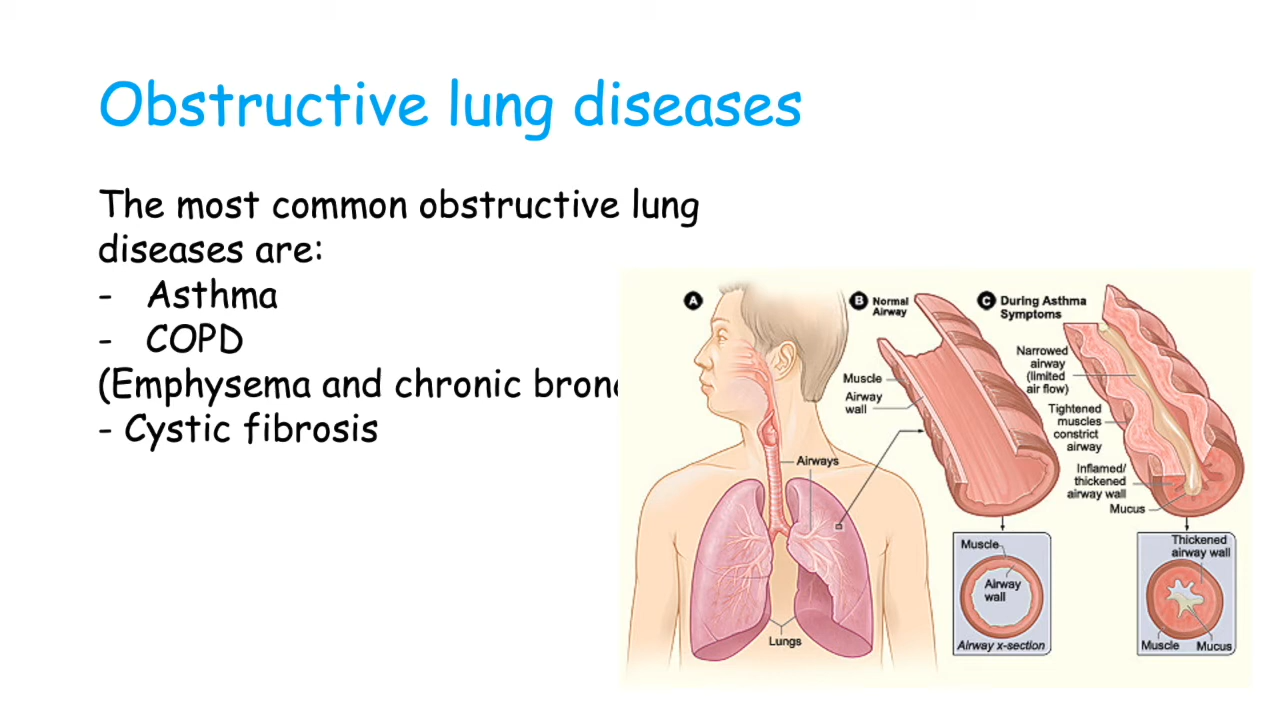 Obstructive lung diseases
The most common obstructive lung
diseases are:
- Asthma
- COPD
(Emphysema and chronic
- Cystic fibrosis
A
Airways
Lungs
B Normal
Airway
Muscle
Airway
wall
Muscle
Airway
wall
Airway x-section
C During Asthma
Symptoms
Narrowed
airway
(limited
air flow)
Tightened
muscles
constrict
airway
Inflamed/
thickened
airway wall
Mucus
Thickened
airway wall
Muscle
Mucus